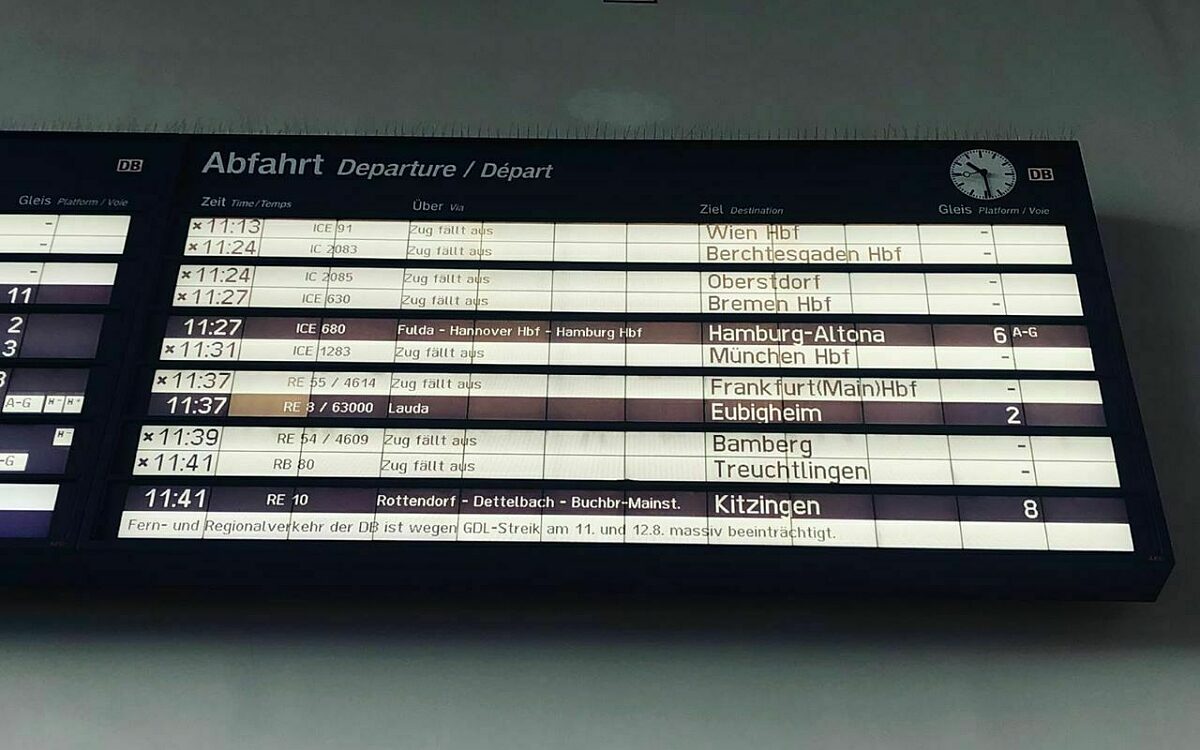 DB Abfahrt Departure / Départ DB
Gleis Platform / Voie Zeit Time/Temps Über Via Ziel Destination Gleis Platform / Voie
- × 11:13 ICE 91 Zug fällt aus Wien Hbf -
- × 11:24 IC 2083 Zug fällt aus Berchtesgaden Hbf -
- × 11:24 IC 2085 Zug fällt aus Oberstdorf -
11 × 11:27 ICE 630 Zug fällt aus Bremen Hbf -
2 11:27 ICE 680 Fulda - Hannover Hbf - Hamburg Hbf Hamburg-Altona 6 A-G
3 × 11:31 ICE 1283 Zug fällt aus München Hbf -
× 11:37 RE 55 / 4614 Zug fällt aus Frankfurt(Main)Hbf -
A-G 11:37 RE 8 / 63000 Lauda Eubigheim 2
× 11:39 RE 54 / 4609 Zug fällt aus Bamberg -
-G × 11:41 RB 80 Zug fällt aus Treuchtlingen -
11:41 RE 10 Rottendorf - Dettelbach - Buchbr-Mainst. Kitzingen 8
Fern- und Regionalverkehr der DB ist wegen GDL-Streik am 11. und 12.8. massiv beeinträchtigt.